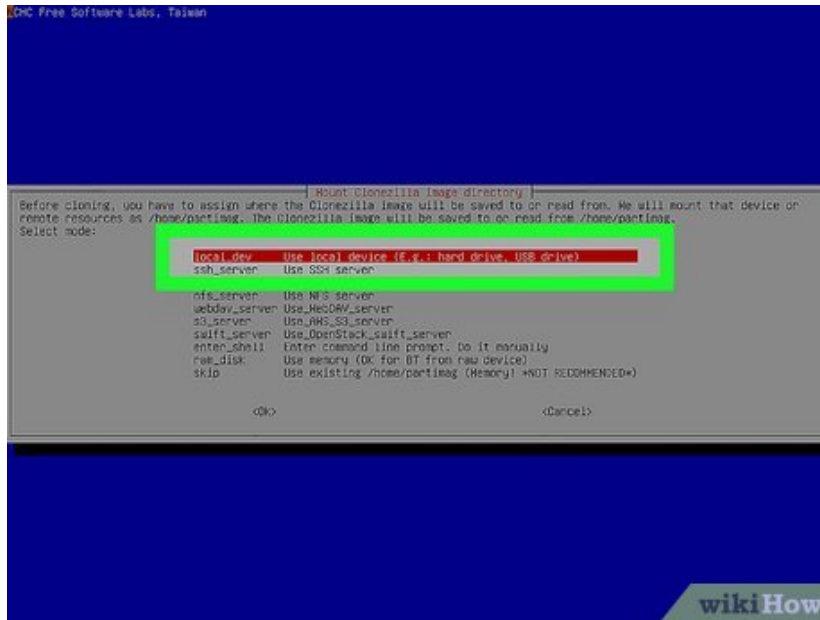 NCHC Free Software Labs, Taiwan
Mount Clonezilla image directory
Before cloning, you have to assign where the Clonezilla image will be saved to or read from. We will mount that device or
remote resources as /home/partimag. The Clonezilla image will be saved to or read from /home/partimag.
Select mode:
local_dev Use local device (E.g.: hard drive, USB drive)
ssh_server Use SSH server
nfs_server Use NFS server
webdav_server Use_WebDAV_server
s3_server Use_AWS_S3_server
swift_server Use_OpenStack_swift_server
enter_shell Enter command line prompt. Do it manually
ram_disk Use memory (OK for BT from raw device)
skip Use existing /home/partimag (Memory! *NOT RECOMMENDED*)
<Ok> <Cancel>
wikiHow